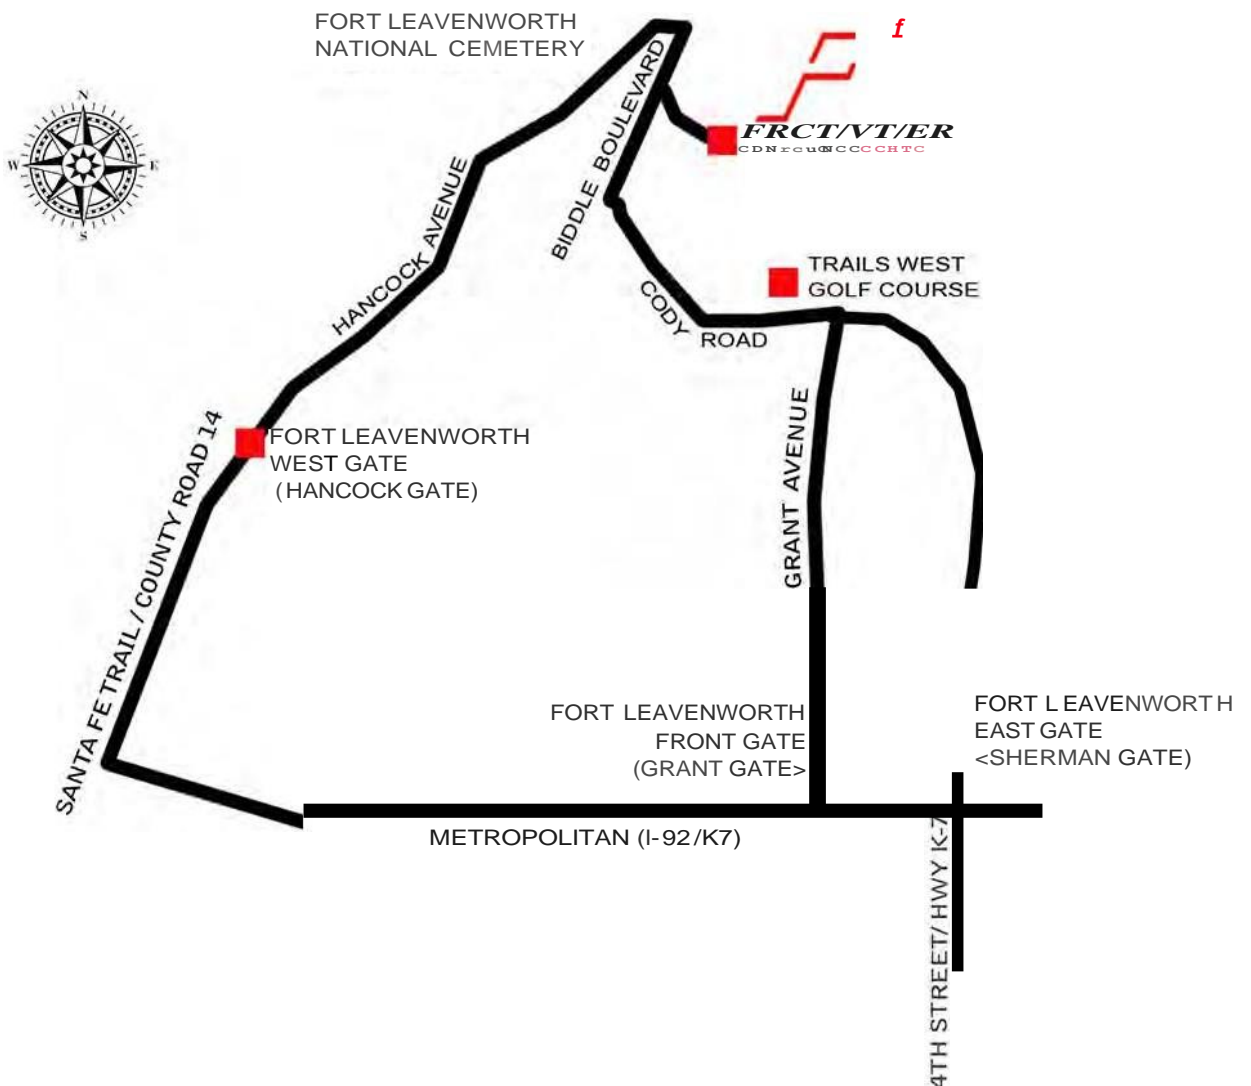 FORT LEAVENWORTH
NATIONAL CEMETERY
f
N
W
E
S
FRCT/VT/ER
BIDDLE BOULEVARD
HANCOCK AVENUE
TRAILS WEST
GOLF COURSE
CODY
ROAD
GRANT AVENUE
FORT LEAVENWORTH
WEST GATE
(HANCOCK GATE)
SANTA FE TRAIL / COUNTY ROAD 14
FORT LEAVENWORTH
FRONT GATE
(GRANT GATE>
FORT L EAVENWORT H
EAST GATE
<SHERMAN GATE)
METROPOLITAN (I-92/K7)
4TH STREET/ HWY K-7